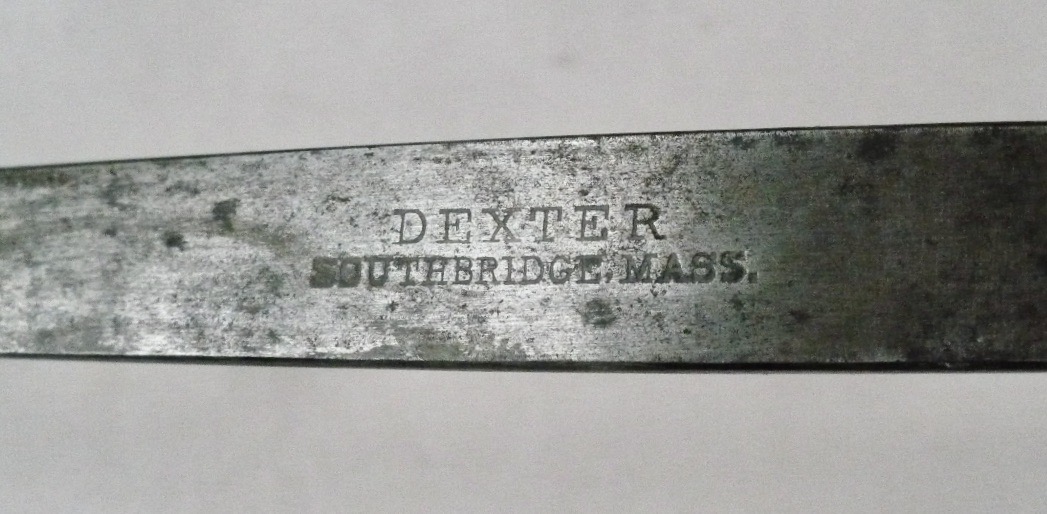 DEXTER
SOUTHBRIDGE, MASS.